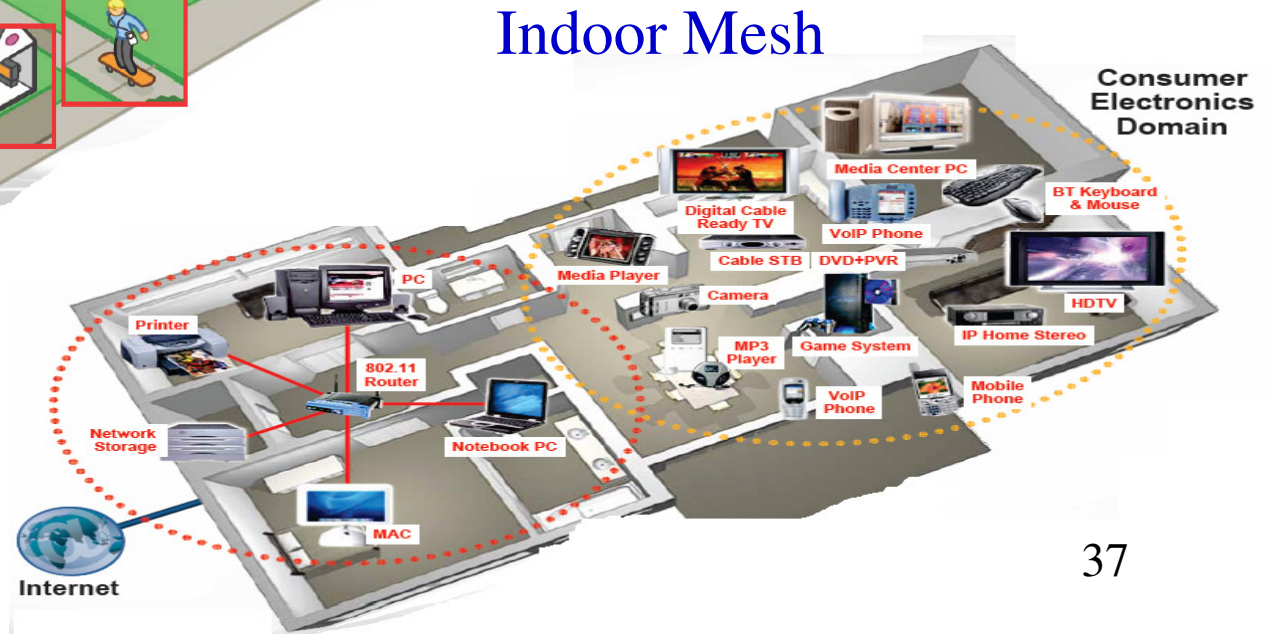 Indoor Mesh
Consumer
Electronics
Domain
Media Center PC
BT Keyboard
& Mouse
Digital Cable
Ready TV
VoIP Phone
Cable STB
DVD+PVR
Media Player
HDTV
Camera
PC
IP Home Stereo
Printer
MP3
Player
Game System
802.11
Router
Mobile
Phone
VoIP
Phone
Network
Storage
Notebook PC
MAC
Internet
37